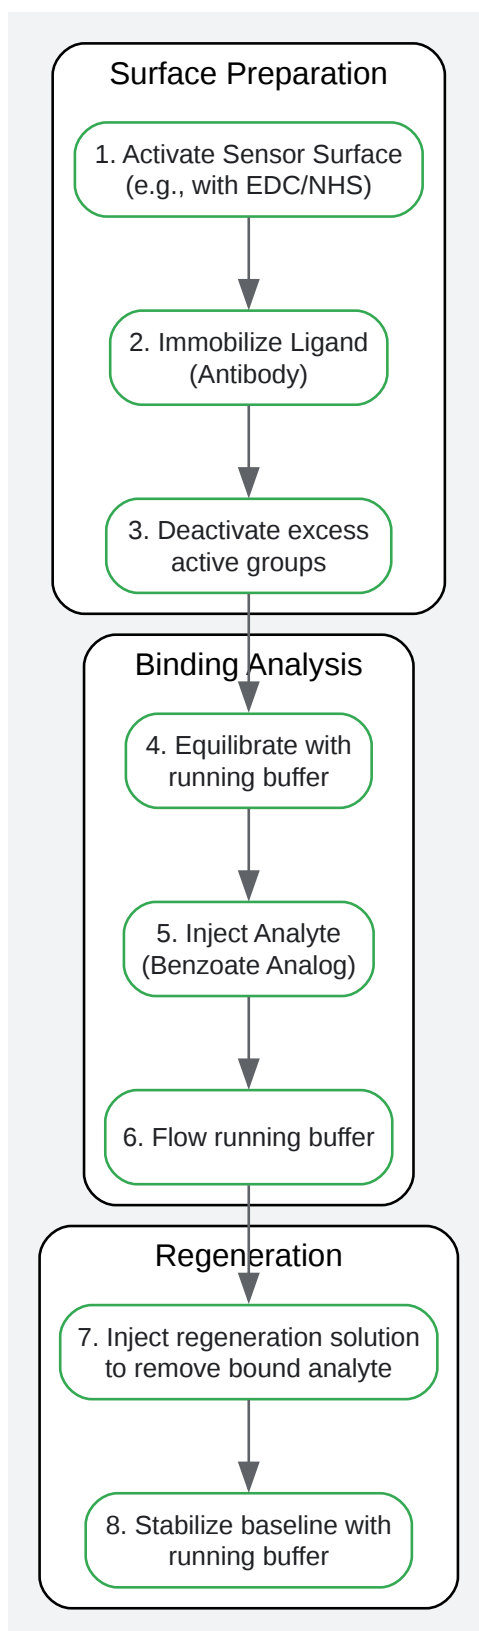 Surface Preparation
1. Activate Sensor Surface
(e.g., with EDC/NHS)
2. Immobilize Ligand
(Antibody)
3. Deactivate excess
active groups
Binding Analysis
4. Equilibrate with
running buffer
5. Inject Analyte
(Benzoate Analog)
6. Flow running buffer
Regeneration
7. Inject regeneration solution
to remove bound analyte
8. Stabilize baseline with
running buffer